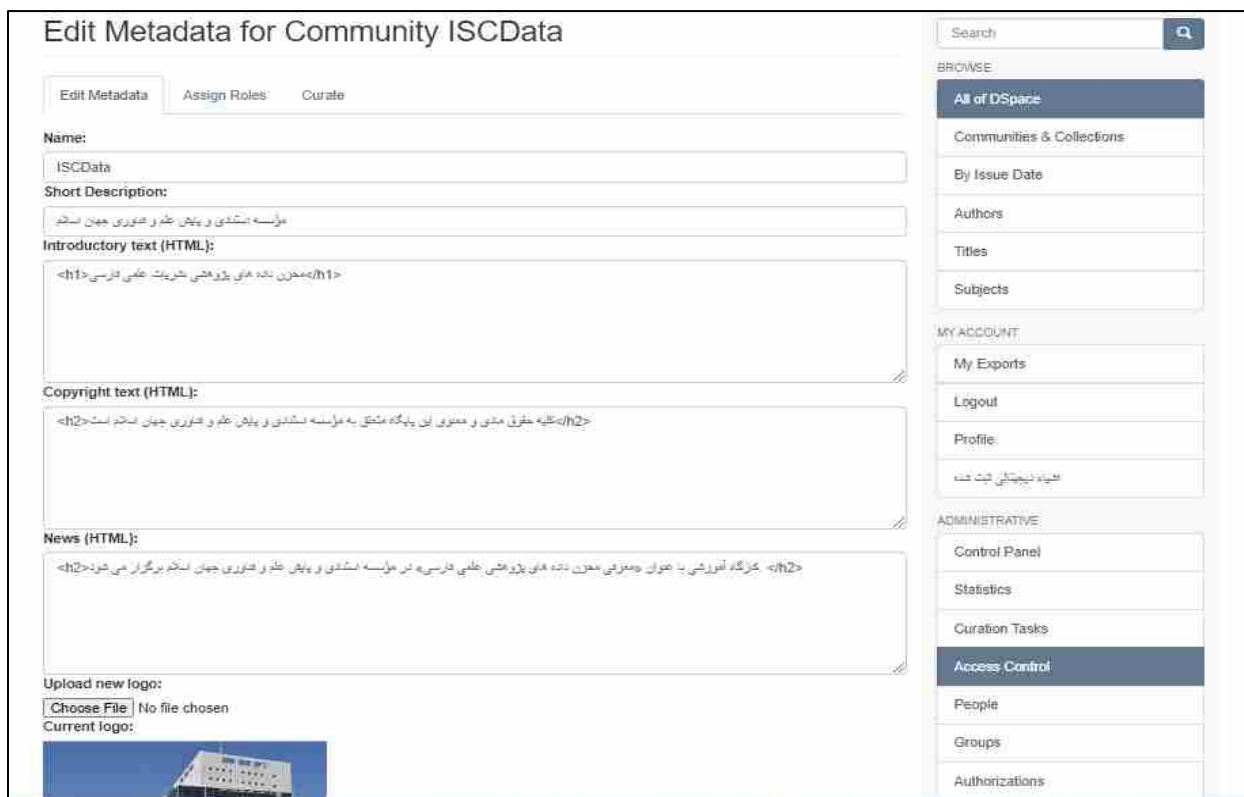 Edit Metadata for Community ISCData
Edit Metadata
Assign Roles
Curate
Name:
ISCData
Short Description:
مؤسسه استنادی و پایش علم و فناوری جهان اسلام
Introductory text (HTML):
<h1>مخزن داده های پژوهشی نشریات علمی فارسی</h1>
Copyright text (HTML):
<h2>کلیه حقوق مادی و معنوی این پایگاه متعلق به مؤسسه استنادی و پایش علم و فناوری جهان اسلام است</h2>
News (HTML):
<h2>کارگاه آموزشی با عنوان «معرفی مخزن داده های پژوهشی علمی فارسی» در مؤسسه استنادی و پایش علم و فناوری جهان اسلام برگزار می شود. </h2>
Upload new logo:
Choose File No file chosen
Current logo:
Search
BROWSE
All of DSpace
Communities & Collections
By Issue Date
Authors
Titles
Subjects
MY ACCOUNT
My Exports
Logout
Profile
اشیاء دیجیتالی ثبت شده
ADMINISTRATIVE
Control Panel
Statistics
Curation Tasks
Access Control
People
Groups
Authorizations